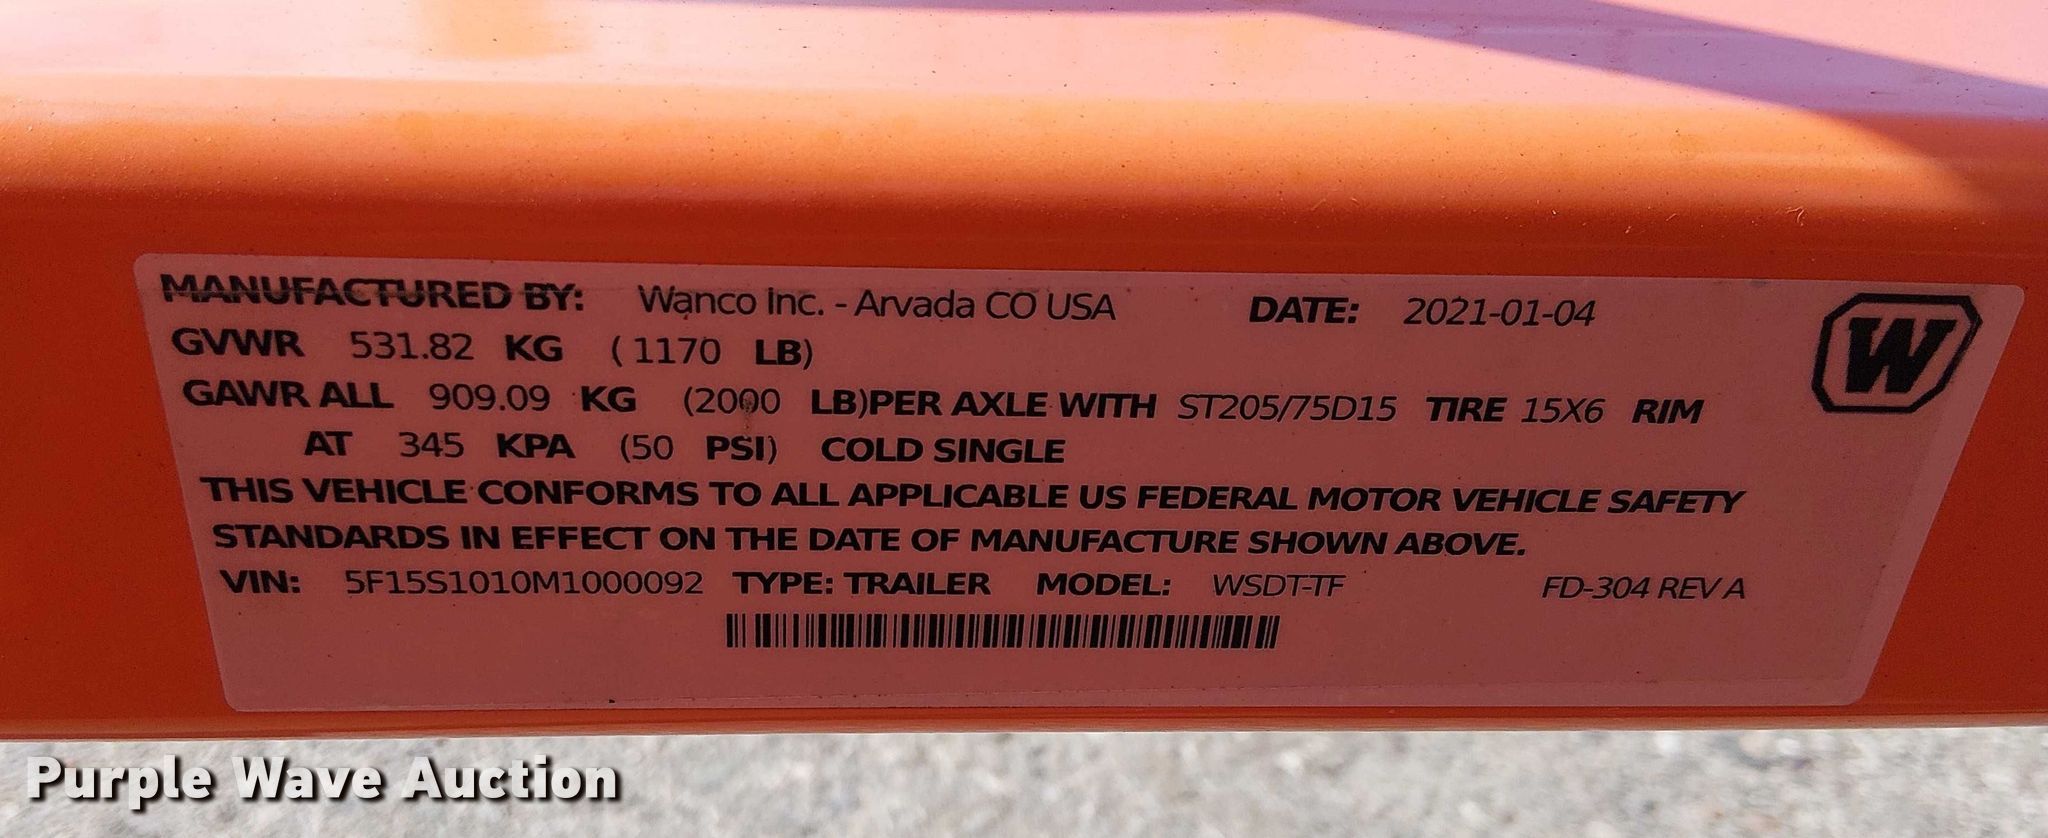 MANUFACTURED BY: Wanco Inc. - Arvada CO USA DATE: 2021-01-04
W
GVWR 531.82 KG (1170 LB)
GAWR ALL 909.09 KG (2000 LB)PER AXLE WITH ST205/75D15 TIRE 15X6 RIM
AT 345 KPA (50 PSI) COLD SINGLE
THIS VEHICLE CONFORMS TO ALL APPLICABLE US FEDERAL MOTOR VEHICLE SAFETY
STANDARDS IN EFFECT ON THE DATE OF MANUFACTURE SHOWN ABOVE.
VIN: 5F15S1010M1000092 TYPE: TRAILER MODEL: WSDT-TF FD-304 REV A
Purple Wave Auction